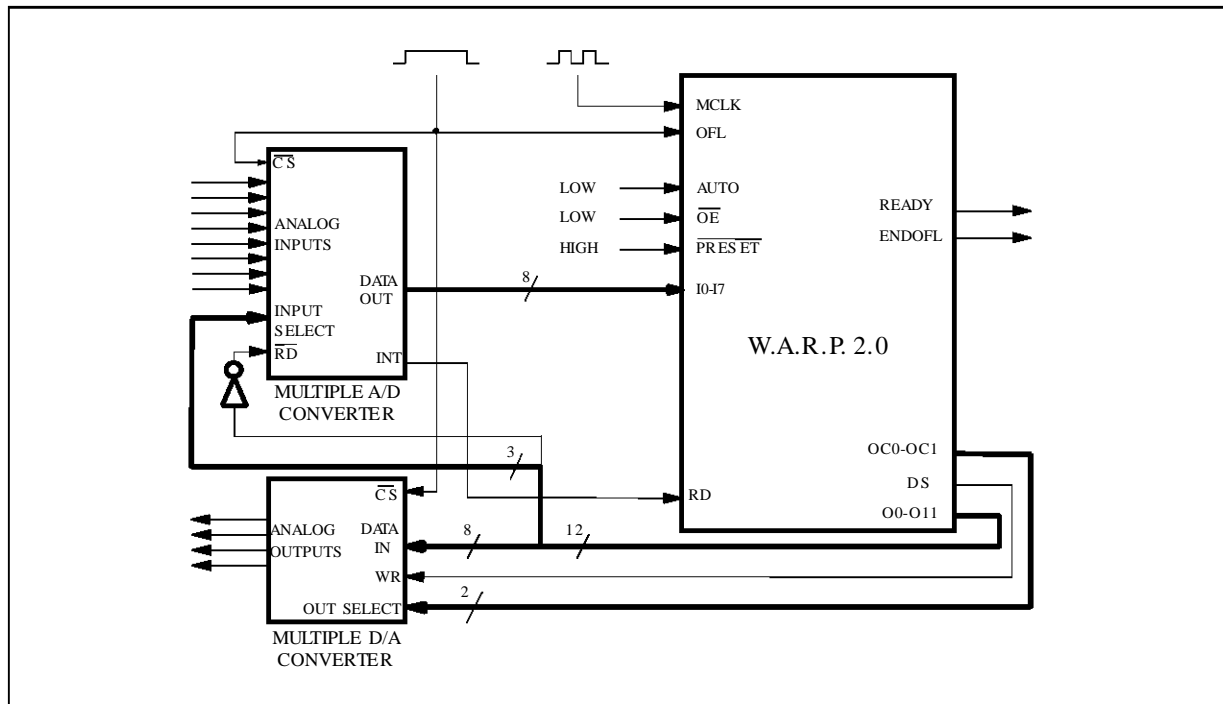 MCLK
OFL
CS
LOW
AUTO
LOW
OE
HIGH
PRESET
READY
ENDOFL
ANALOG
INPUTS
DATA
OUT
8
I0-I7
INPUT
SELECT
RD
INT
W.A.R.P. 2.0
MULTIPLE A/D
CONVERTER
3
OC0-OC1
DS
O0-O11
RD
CS
ANALOG
OUTPUTS
DATA
IN
8
12
WR
2
OUT SELECT
MULTIPLE D/A
CONVERTER